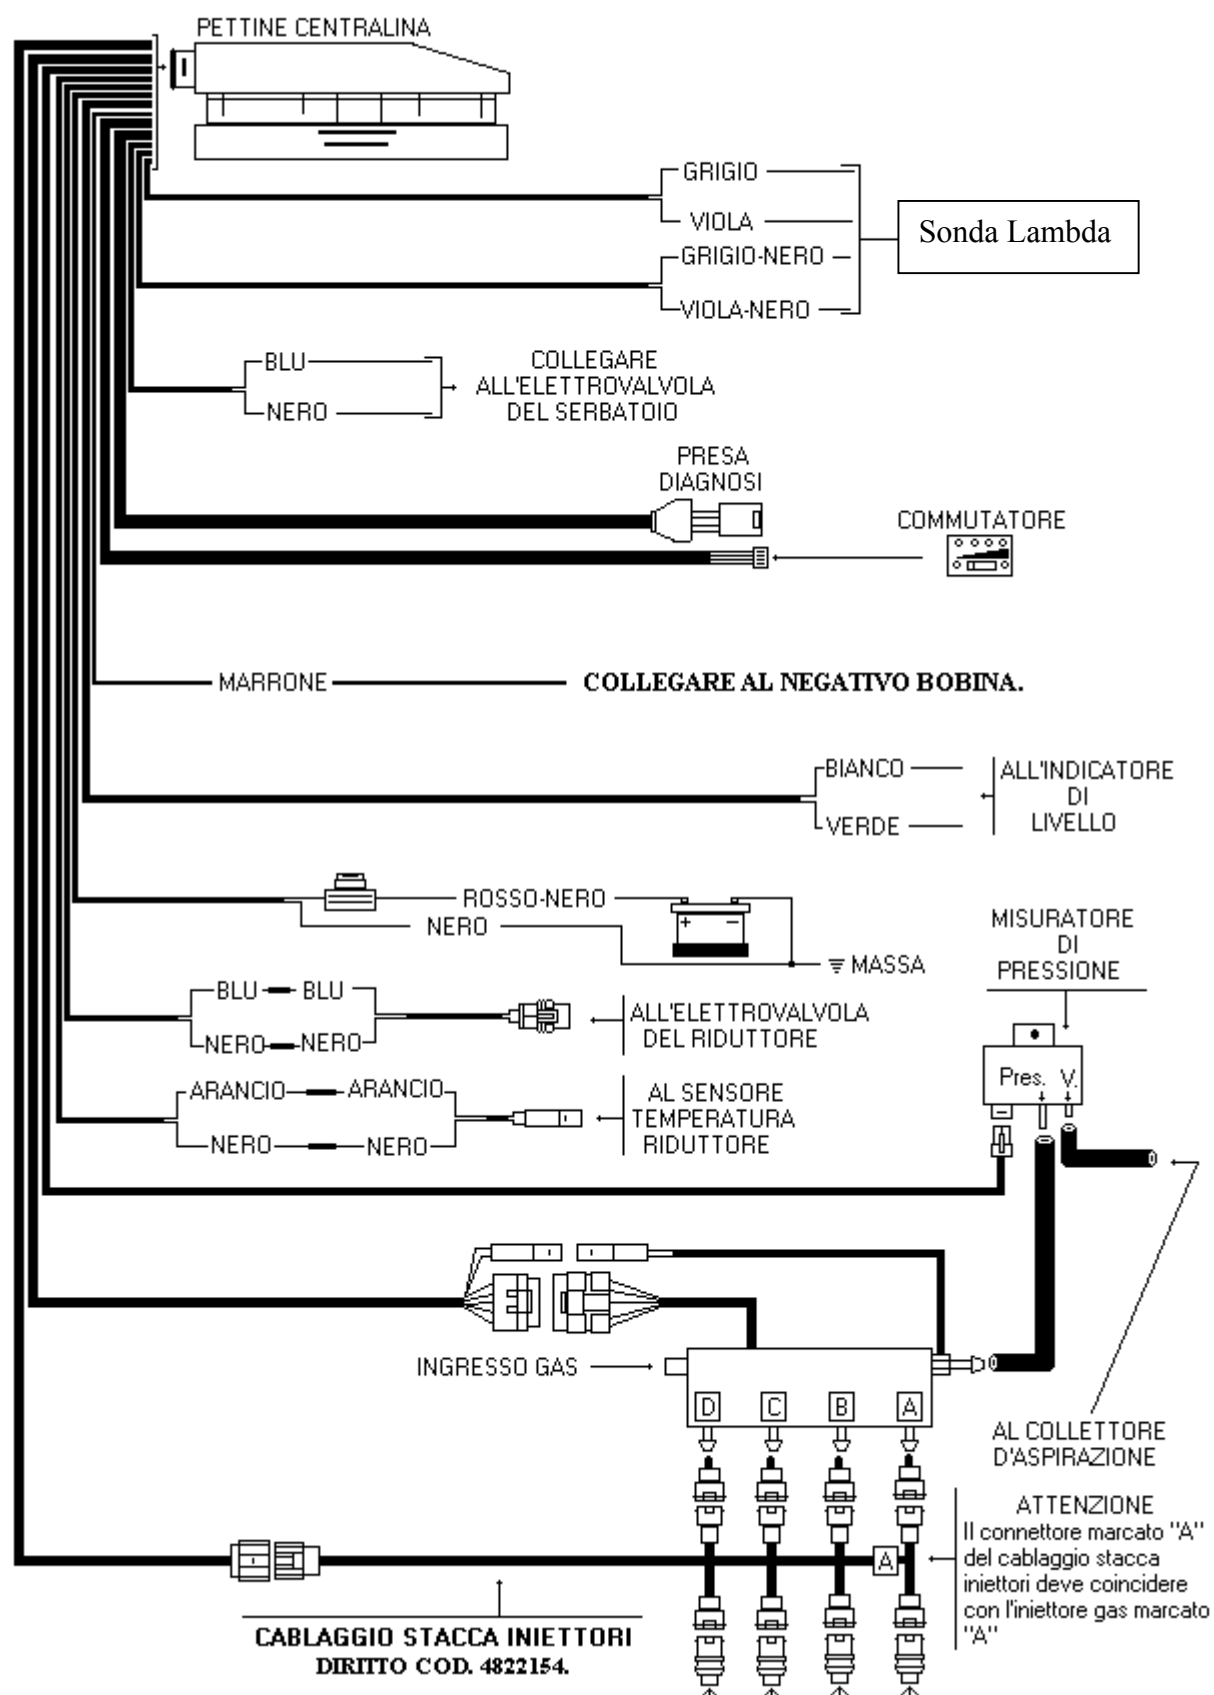 PETTINE CENTRALINA
GRIGIO
VIOLA
GRIGIO-NERO
VIOLA-NERO
Sonda Lambda
BLU
NERO
COLLEGARE
ALL'ELETTROVALVOLA
DEL SERBATOIO
PRESA
DIAGNOSI
COMMUTATORE
MARRONE
COLLEGARE AL NEGATIVO BOBINA.
BIANCO
VERDE
ALL'INDICATORE
DI
LIVELLO
ROSSO-NERO
NERO
+ −
MASSA
MISURATORE
DI
PRESSIONE
Pres. V.
BLU BLU
NERO NERO
ALL'ELETTROVALVOLA
DEL RIDUTTORE
ARANCIO ARANCIO
NERO NERO
AL SENSORE
TEMPERATURA
RIDUTTORE
INGRESSO GAS
D C B A
AL COLLETTORE
D'ASPIRAZIONE
A
ATTENZIONE
Il connettore marcato "A"
del cablaggio stacca
iniettori deve coincidere
con l'iniettore gas marcato
"A"
CABLAGGIO STACCA INIETTORI
DIRITTO COD. 4822154.